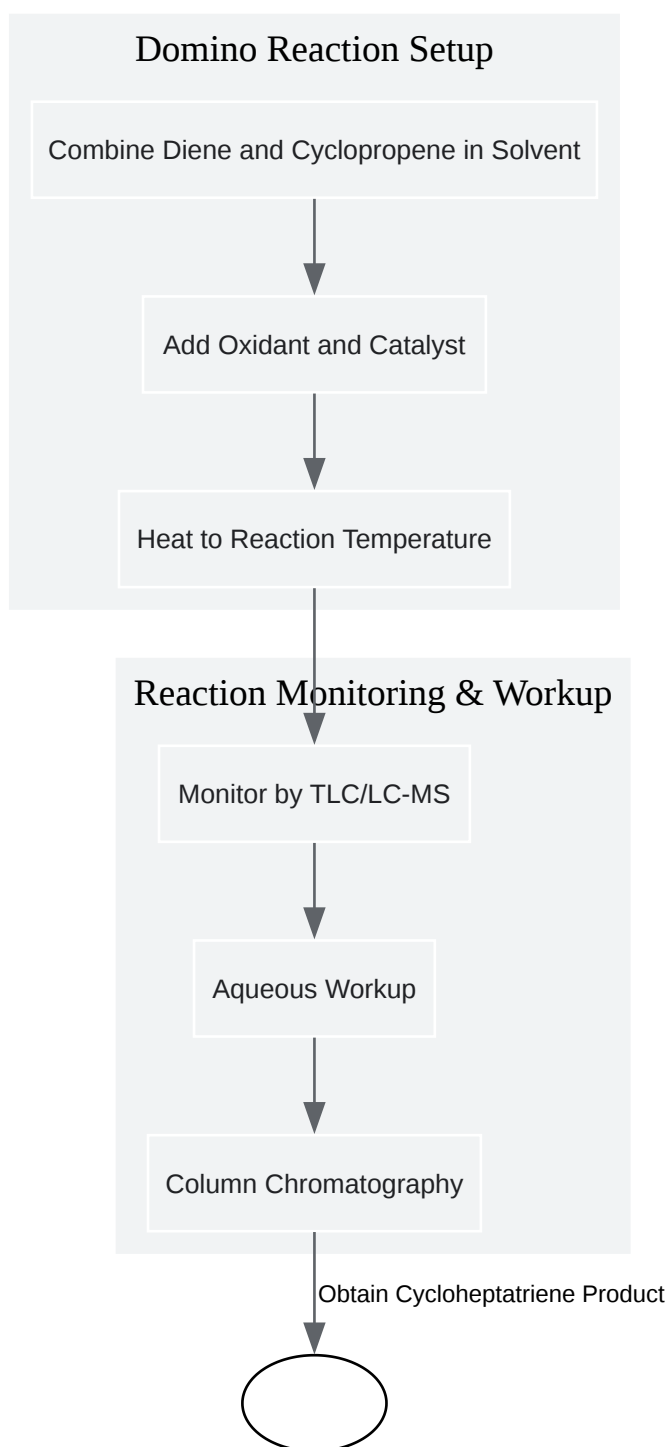 Domino Reaction Setup
Combine Diene and Cyclopropene in Solvent
Add Oxidant and Catalyst
Heat to Reaction Temperature
Reaction Monitoring & Workup
Monitor by TLC/LC-MS
Aqueous Workup
Column Chromatography
Obtain Cycloheptatriene Product